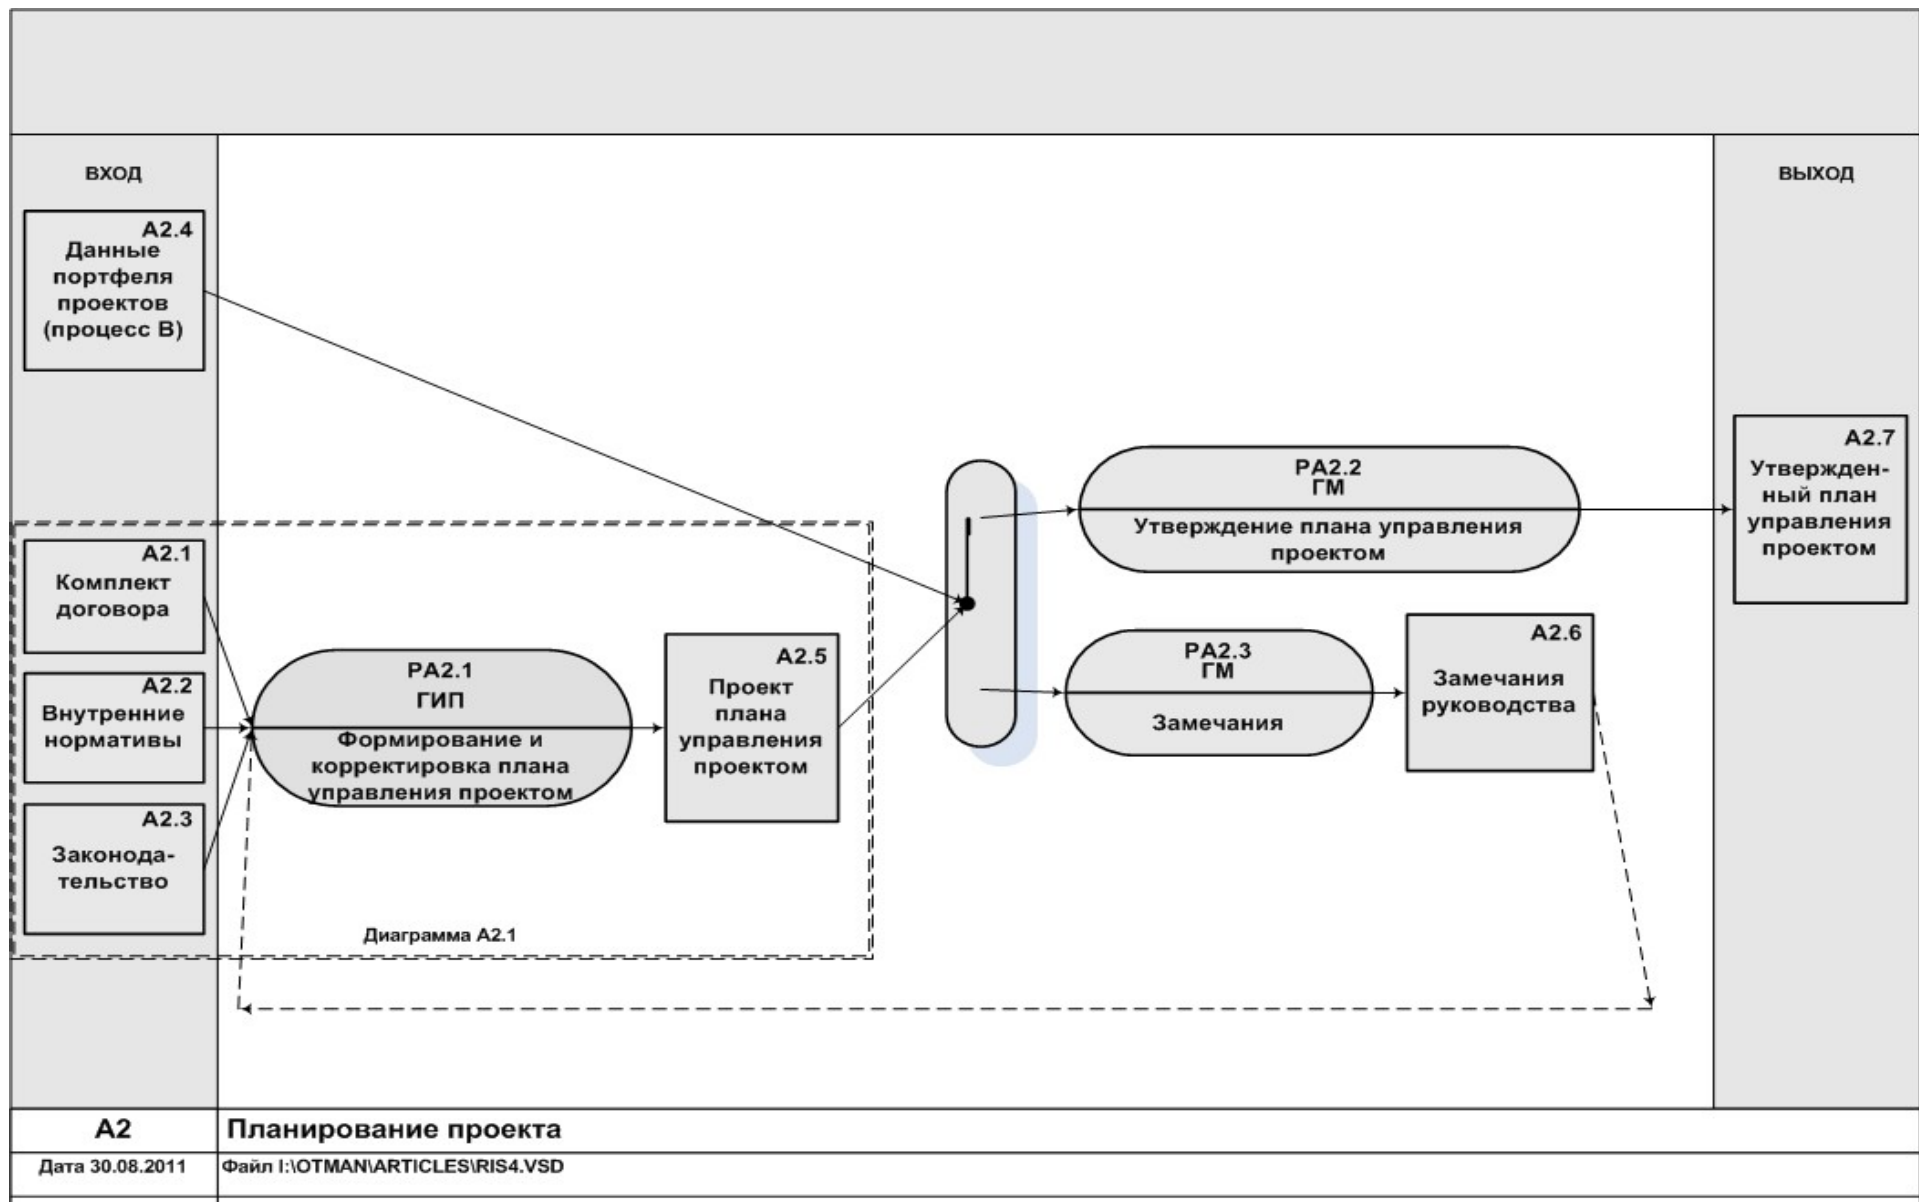 ВХОД
ВЫХОД
А2.4
Данные
портфеля
проектов
(процесс В)
А2.1
Комплект
договора
А2.2
Внутренние
нормативы
А2.3
Законода-
тельство
РА2.1
ГИП
Формирование и
корректировка плана
управления проектом
А2.5
Проект
плана
управления
проектом
Диаграмма А2.1
РА2.2
ГМ
Утверждение плана управления
проектом
РА2.3
ГМ
Замечания
А2.6
Замечания
руководства
А2.7
Утвержден-
ный план
управления
проектом
А2
Планирование проекта
Дата 30.08.2011
Файл I:\OTMAN\ARTICLES\RIS4.VSD